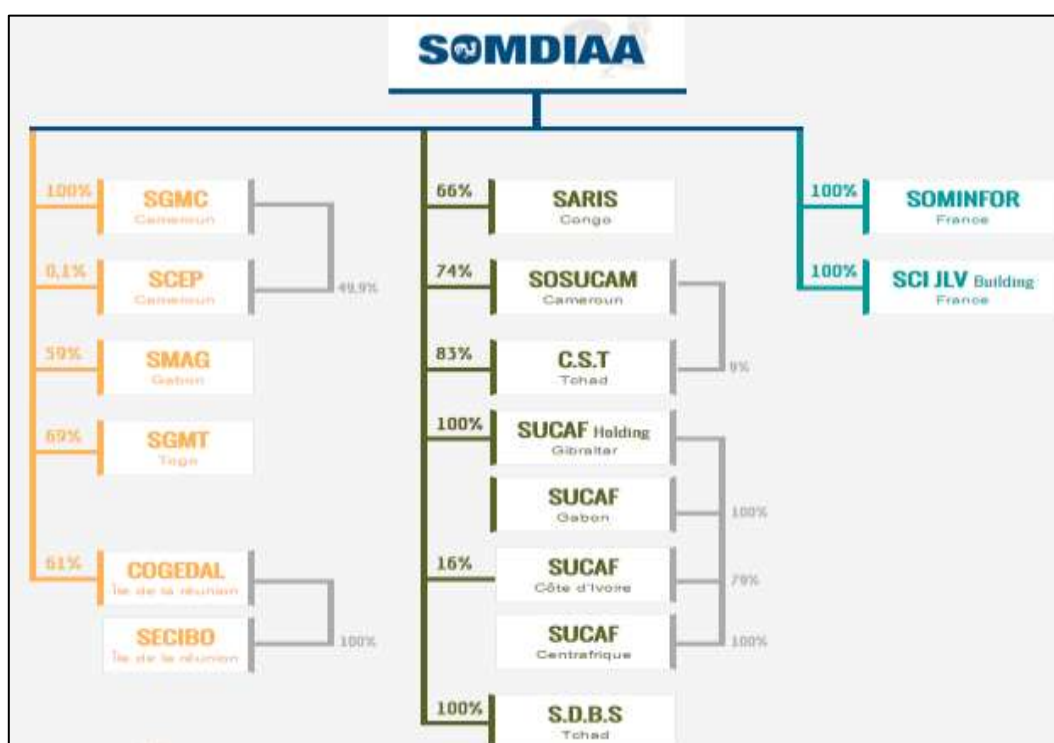 SOMDIAA
100%
SGMC
Cameroun
0,1%
SCEP
Cameroun
49,9%
59%
SMAG
Gabon
69%
SGMT
Togo
61%
COGEDAL
Île de la réunion
SECIBO
Île de la réunion
100%
66%
SARIS
Congo
74%
SOSUCAM
Cameroun
83%
C.S.T
Tchad
9%
100%
SUCAF Holding
Gibraltar
SUCAF
Gabon
100%
16%
SUCAF
Côte d'Ivoire
79%
SUCAF
Centrafrique
100%
100%
S.D.B.S
Tchad
100%
SOMINFOR
France
100%
SCI JLV Building
France